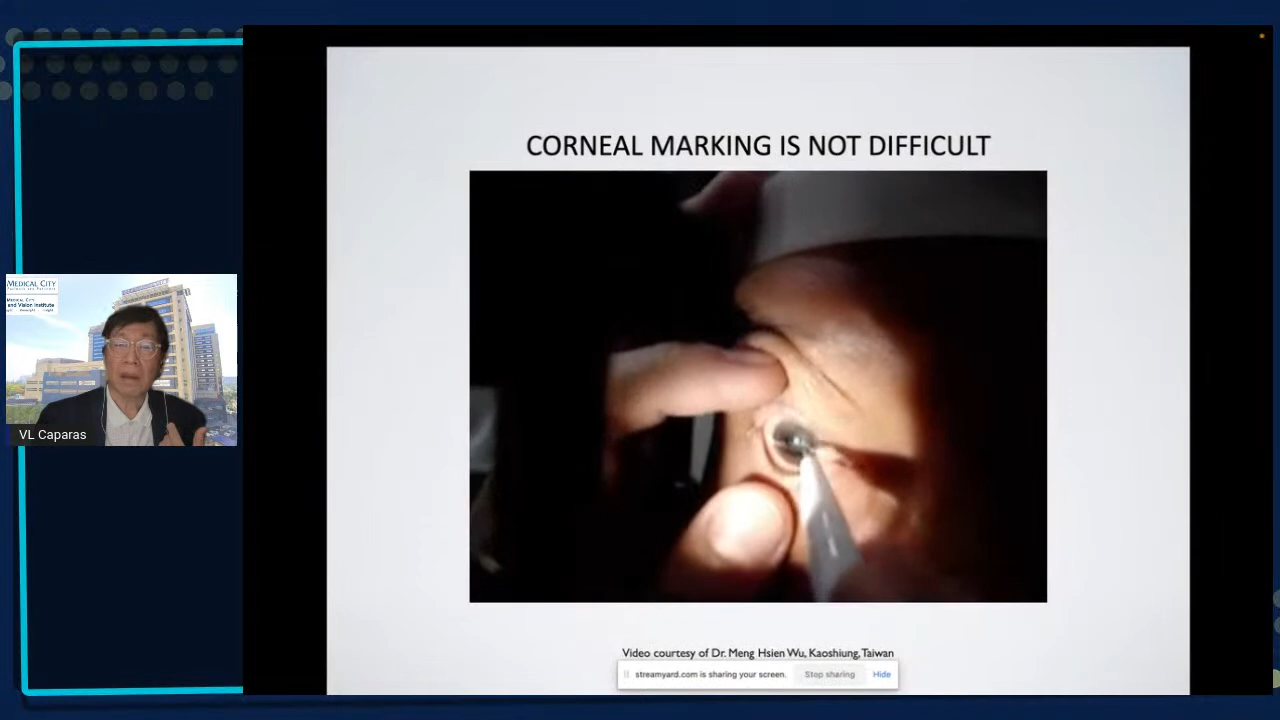 CORNEAL MARKING IS NOT DIFFICULT
MEDICAL CITY
MEDICAL CITY
and Vision Institute
VL Caparas
Video courtesy of Dr. Meng Hsien Wu, Kaoshiung, Taiwan
streamyard.com is sharing your screen.
Stop sharing
Hide